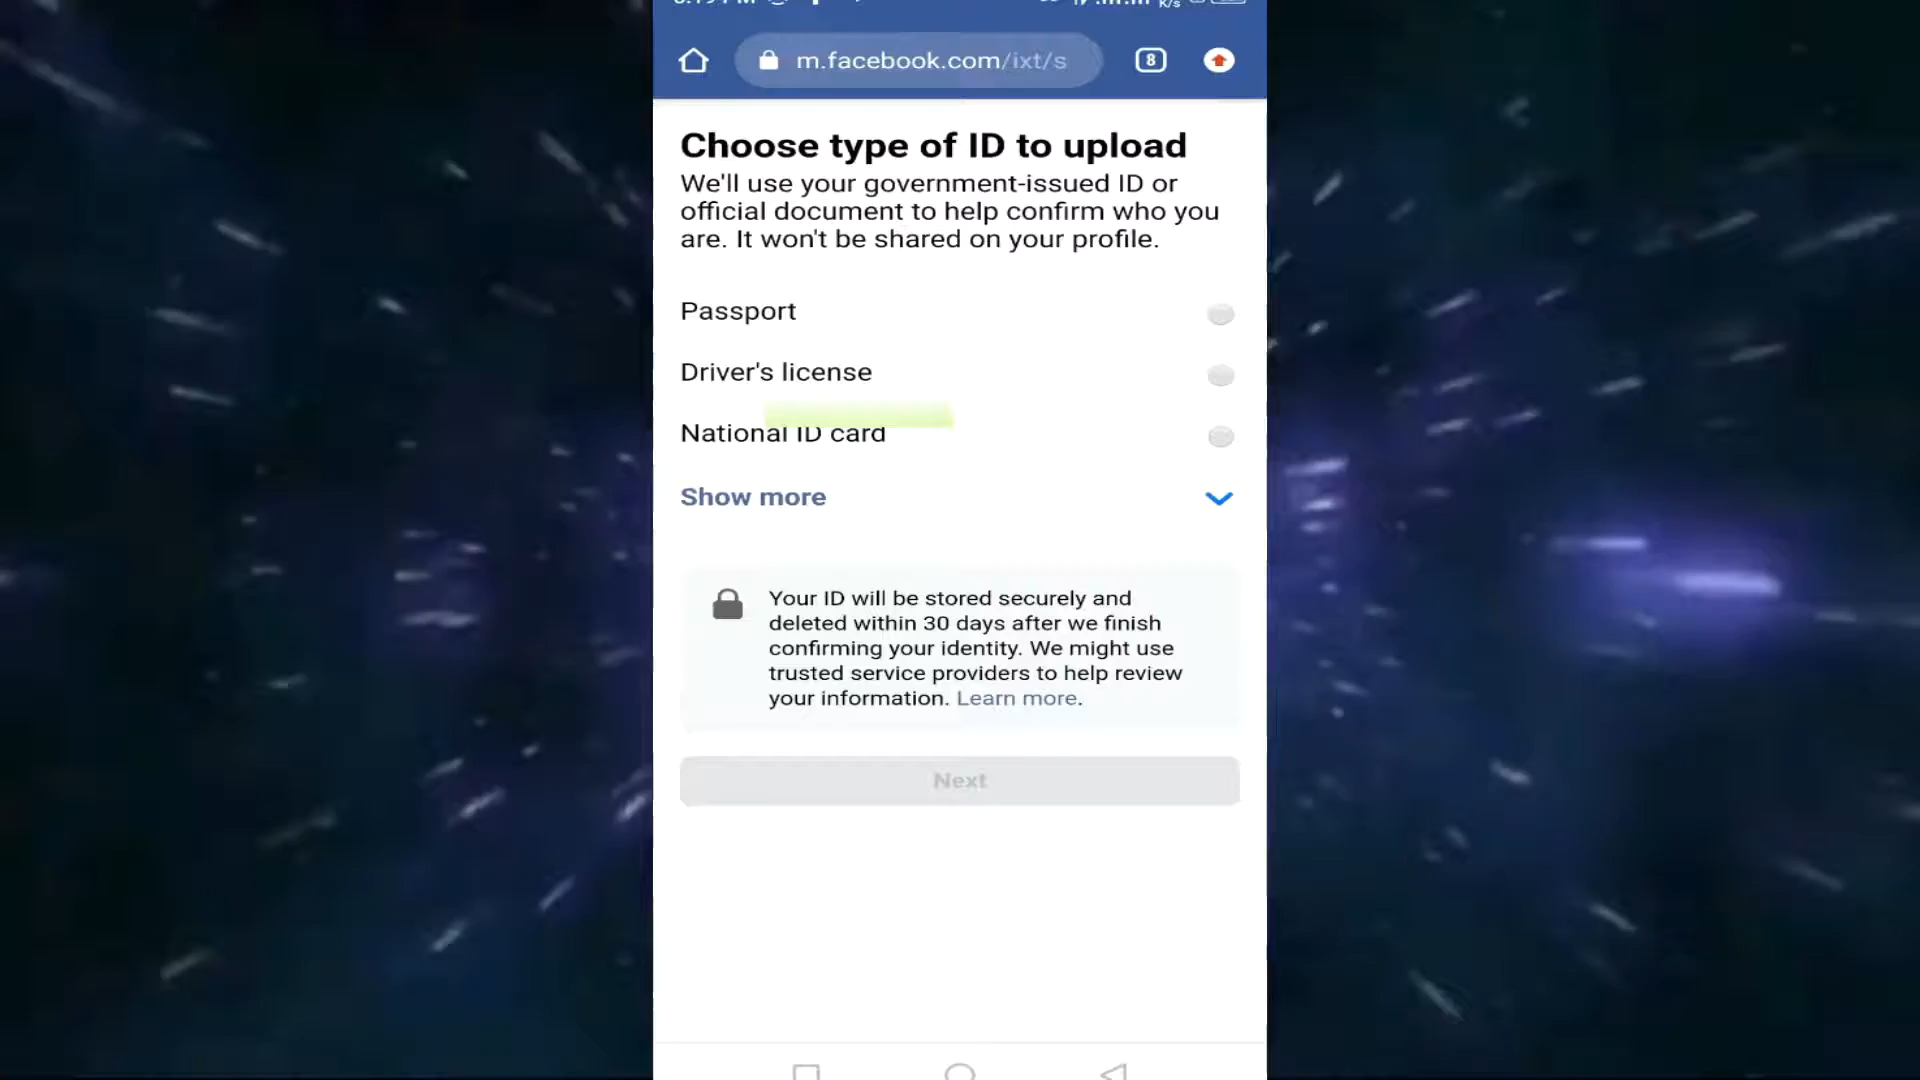 m.facebook.com/ixt/s
8
K/s
Choose type of ID to upload
We'll use your government-issued ID or
official document to help confirm who you
are. It won't be shared on your profile.
Passport
Driver's license
National ID card
Show more
Your ID will be stored securely and
deleted within 30 days after we finish
confirming your identity. We might use
trusted service providers to help review
your information. Learn more.
Next